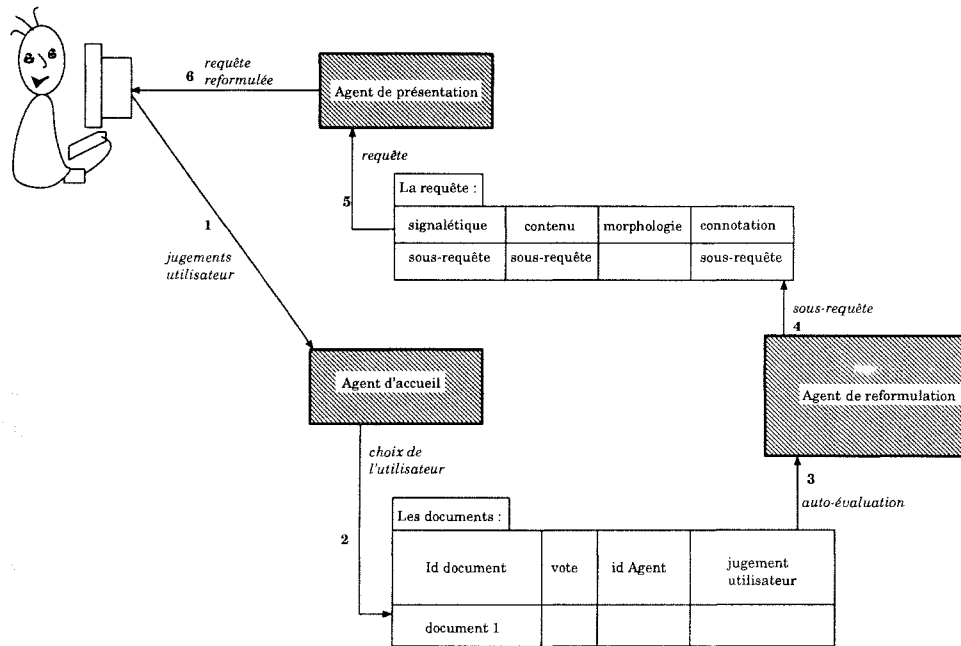 6
requête
reformulée
Agent de présentation
requête
5
La requête :
signalétique contenu morphologie connotation
sous-requête sous-requête sous-requête
1
jugements
utilisateur
sous-requête
4
Agent d'accueil
Agent de reformulation
choix de
l'utilisateur
3
auto-évaluation
2
Les documents :
Id document vote id Agent jugement
utilisateur
document 1